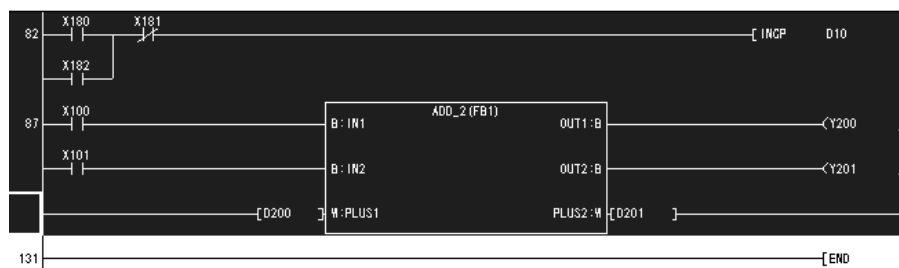 X180 X181
82 [ INCP D10
X182
X100 ADD_2(FB1)
87 B:IN1 OUT1:B Y200
X101
B:IN2 OUT2:B Y201
[D200 ] W:PLUS1 PLUS2:W [D201 ]
131 [END